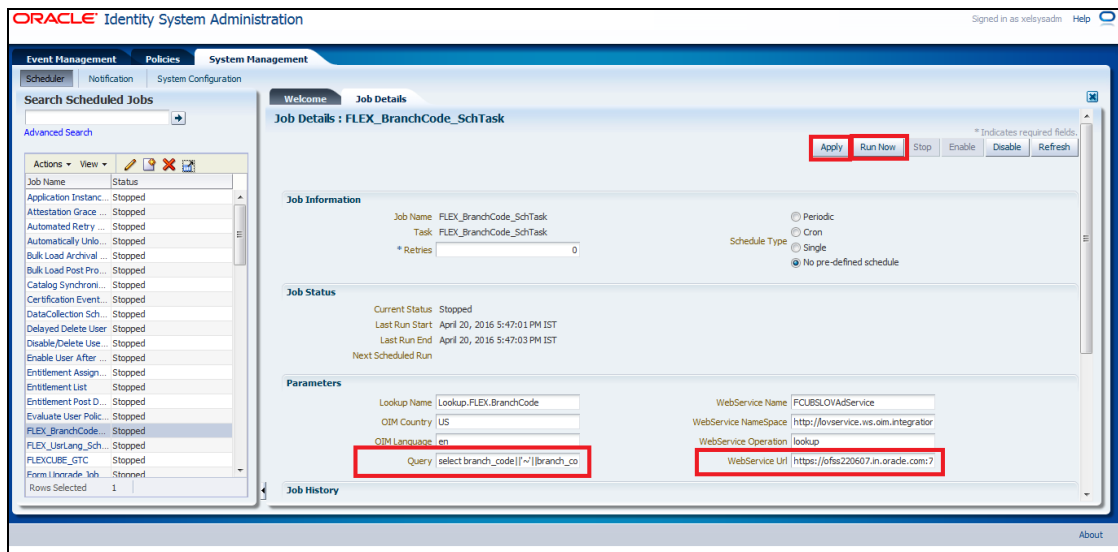 ORACLE® Identity System Administration
Signed in as xelsysadm Help
Event Management Policies System Management
Scheduler Notification System Configuration
Search Scheduled Jobs
Advanced Search
Actions View
Job Name Status
Application Instanc... Stopped
Attestation Grace ... Stopped
Automated Retry ... Stopped
Automatically Unlo... Stopped
Bulk Load Archival ... Stopped
Bulk Load Post Pro... Stopped
Catalog Synchroni... Stopped
Certification Event... Stopped
DataCollection Sch... Stopped
Delayed Delete User Stopped
Disable/Delete Use... Stopped
Enable User After ... Stopped
Entitlement Assign... Stopped
Entitlement List Stopped
Entitlement Post D... Stopped
Evaluate User Polic... Stopped
FLEX_BranchCode... Stopped
FLEX_UsrLang_Sch... Stopped
FLEXCUBE_GTC Stopped
Form Upgrade Job Stopped
Rows Selected 1
Welcome Job Details
Job Details : FLEX_BranchCode_SchTask
* Indicates required fields.
Apply Run Now Stop Enable Disable Refresh
Job Information
Job Name FLEX_BranchCode_SchTask
Task FLEX_BranchCode_SchTask
* Retries 0
Schedule Type
Periodic
Cron
Single
No pre-defined schedule
Job Status
Current Status Stopped
Last Run Start April 20, 2016 5:47:01 PM IST
Last Run End April 20, 2016 5:47:03 PM IST
Next Scheduled Run
Parameters
Lookup Name Lookup.FLEX.BranchCode
OIM Country US
OIM Language en
Query select branch_code||'~'||branch_co
WebService Name FCUBSLOVAdService
WebService NameSpace http://lovservice.ws.oim.integration
WebService Operation lookup
WebService Url https://ofss220607.in.oracle.com:7
Job History
About